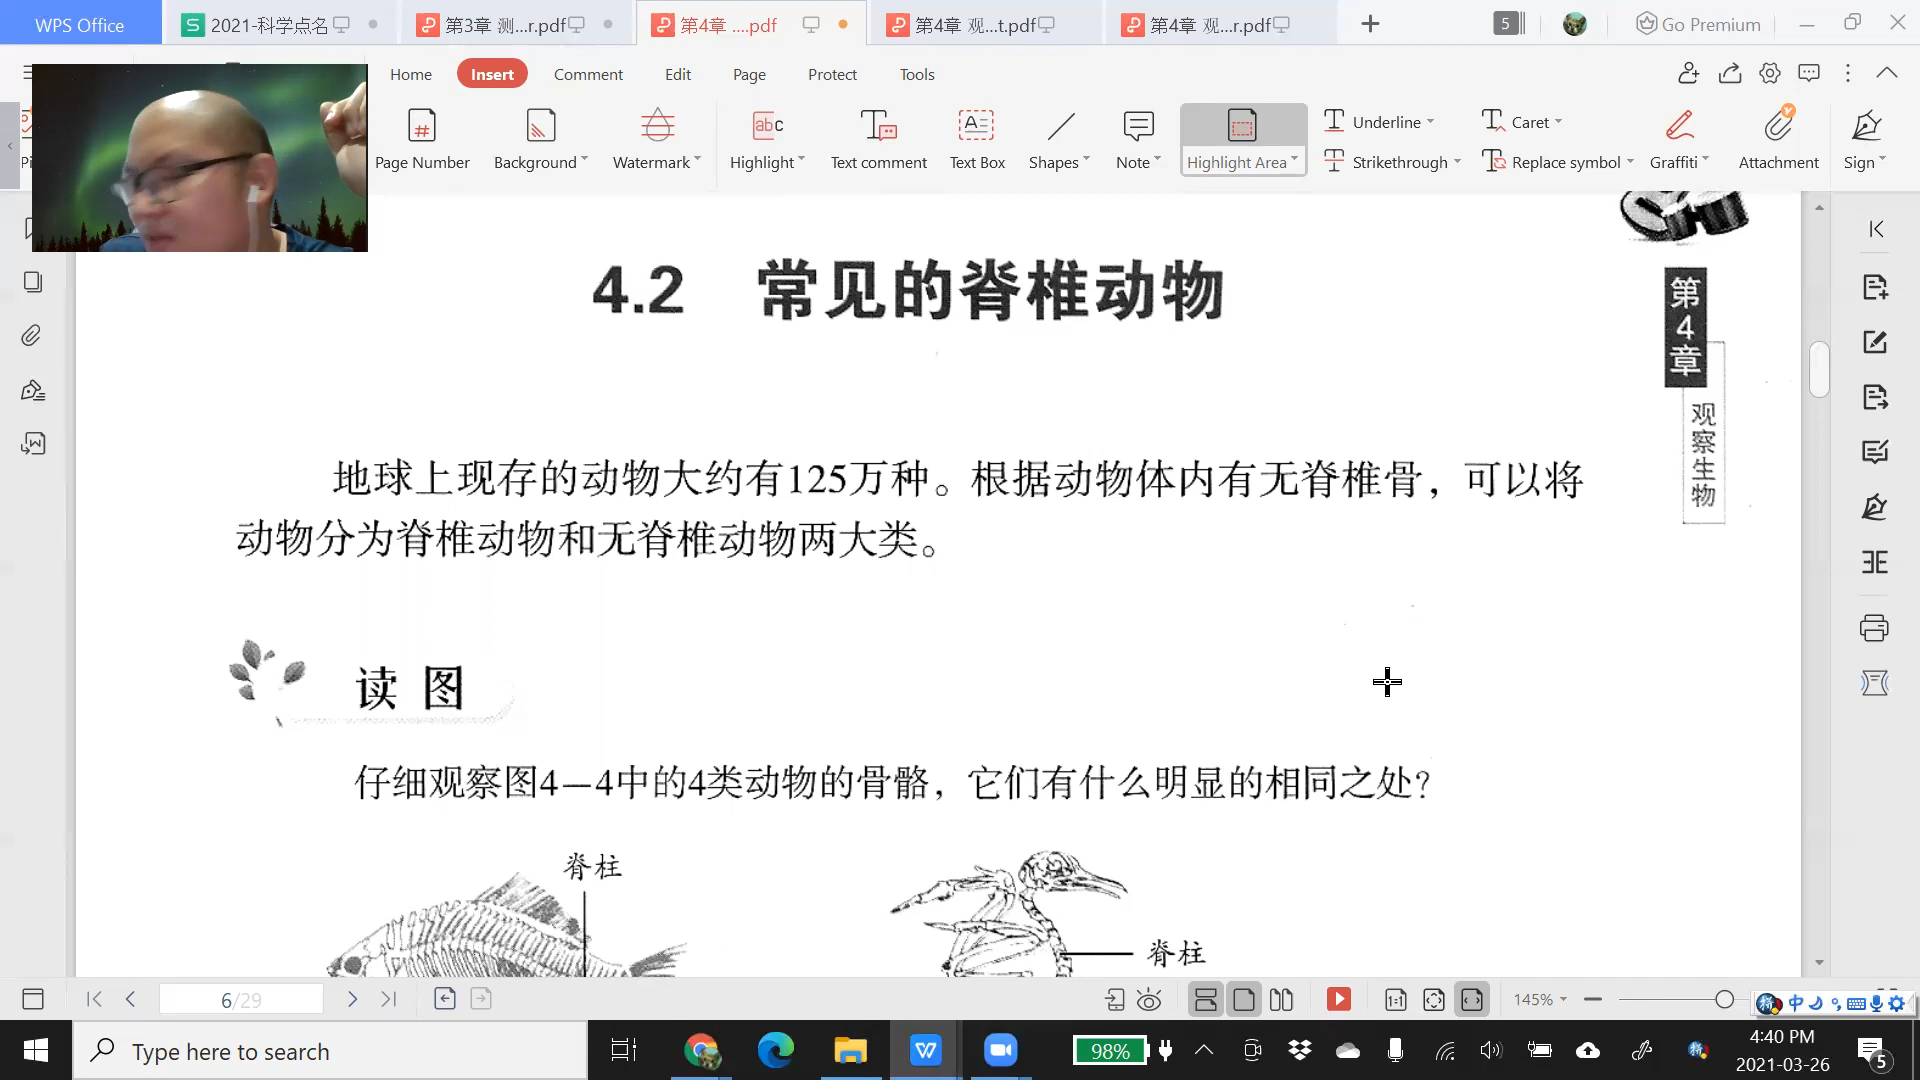 WPS Office
2021-科学点名
第3章 测...r.pdf
第4章 ....pdf
第4章 观...t.pdf
第4章 观...r.pdf
5
Go Premium
Home
Insert
Comment
Edit
Page
Protect
Tools
Page Number
Background
Watermark
Highlight
Text comment
Text Box
Shapes
Note
Highlight Area
Underline
Strikethrough
Caret
Replace symbol
Graffiti
Attachment
Sign
4.2 常见的脊椎动物
第4章
观察生物
地球上现存的动物大约有125万种。根据动物体内有无脊椎骨，可以将
动物分为脊椎动物和无脊椎动物两大类。
读图
仔细观察图4—4中的4类动物的骨骼，它们有什么明显的相同之处？
脊柱
脊柱
6/29
145%
中
Type here to search
98%
4:40 PM
2021-03-26
5